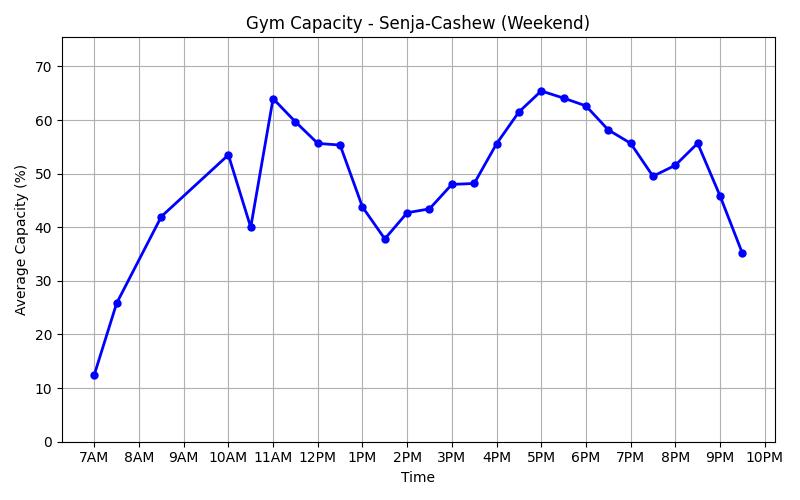 Gym Capacity - Senja-Cashew (Weekend)
Average Capacity (%)
70
60
50
40
30
20
10
0
7AM 8AM 9AM 10AM 11AM 12PM 1PM 2PM 3PM 4PM 5PM 6PM 7PM 8PM 9PM 10PM
Time